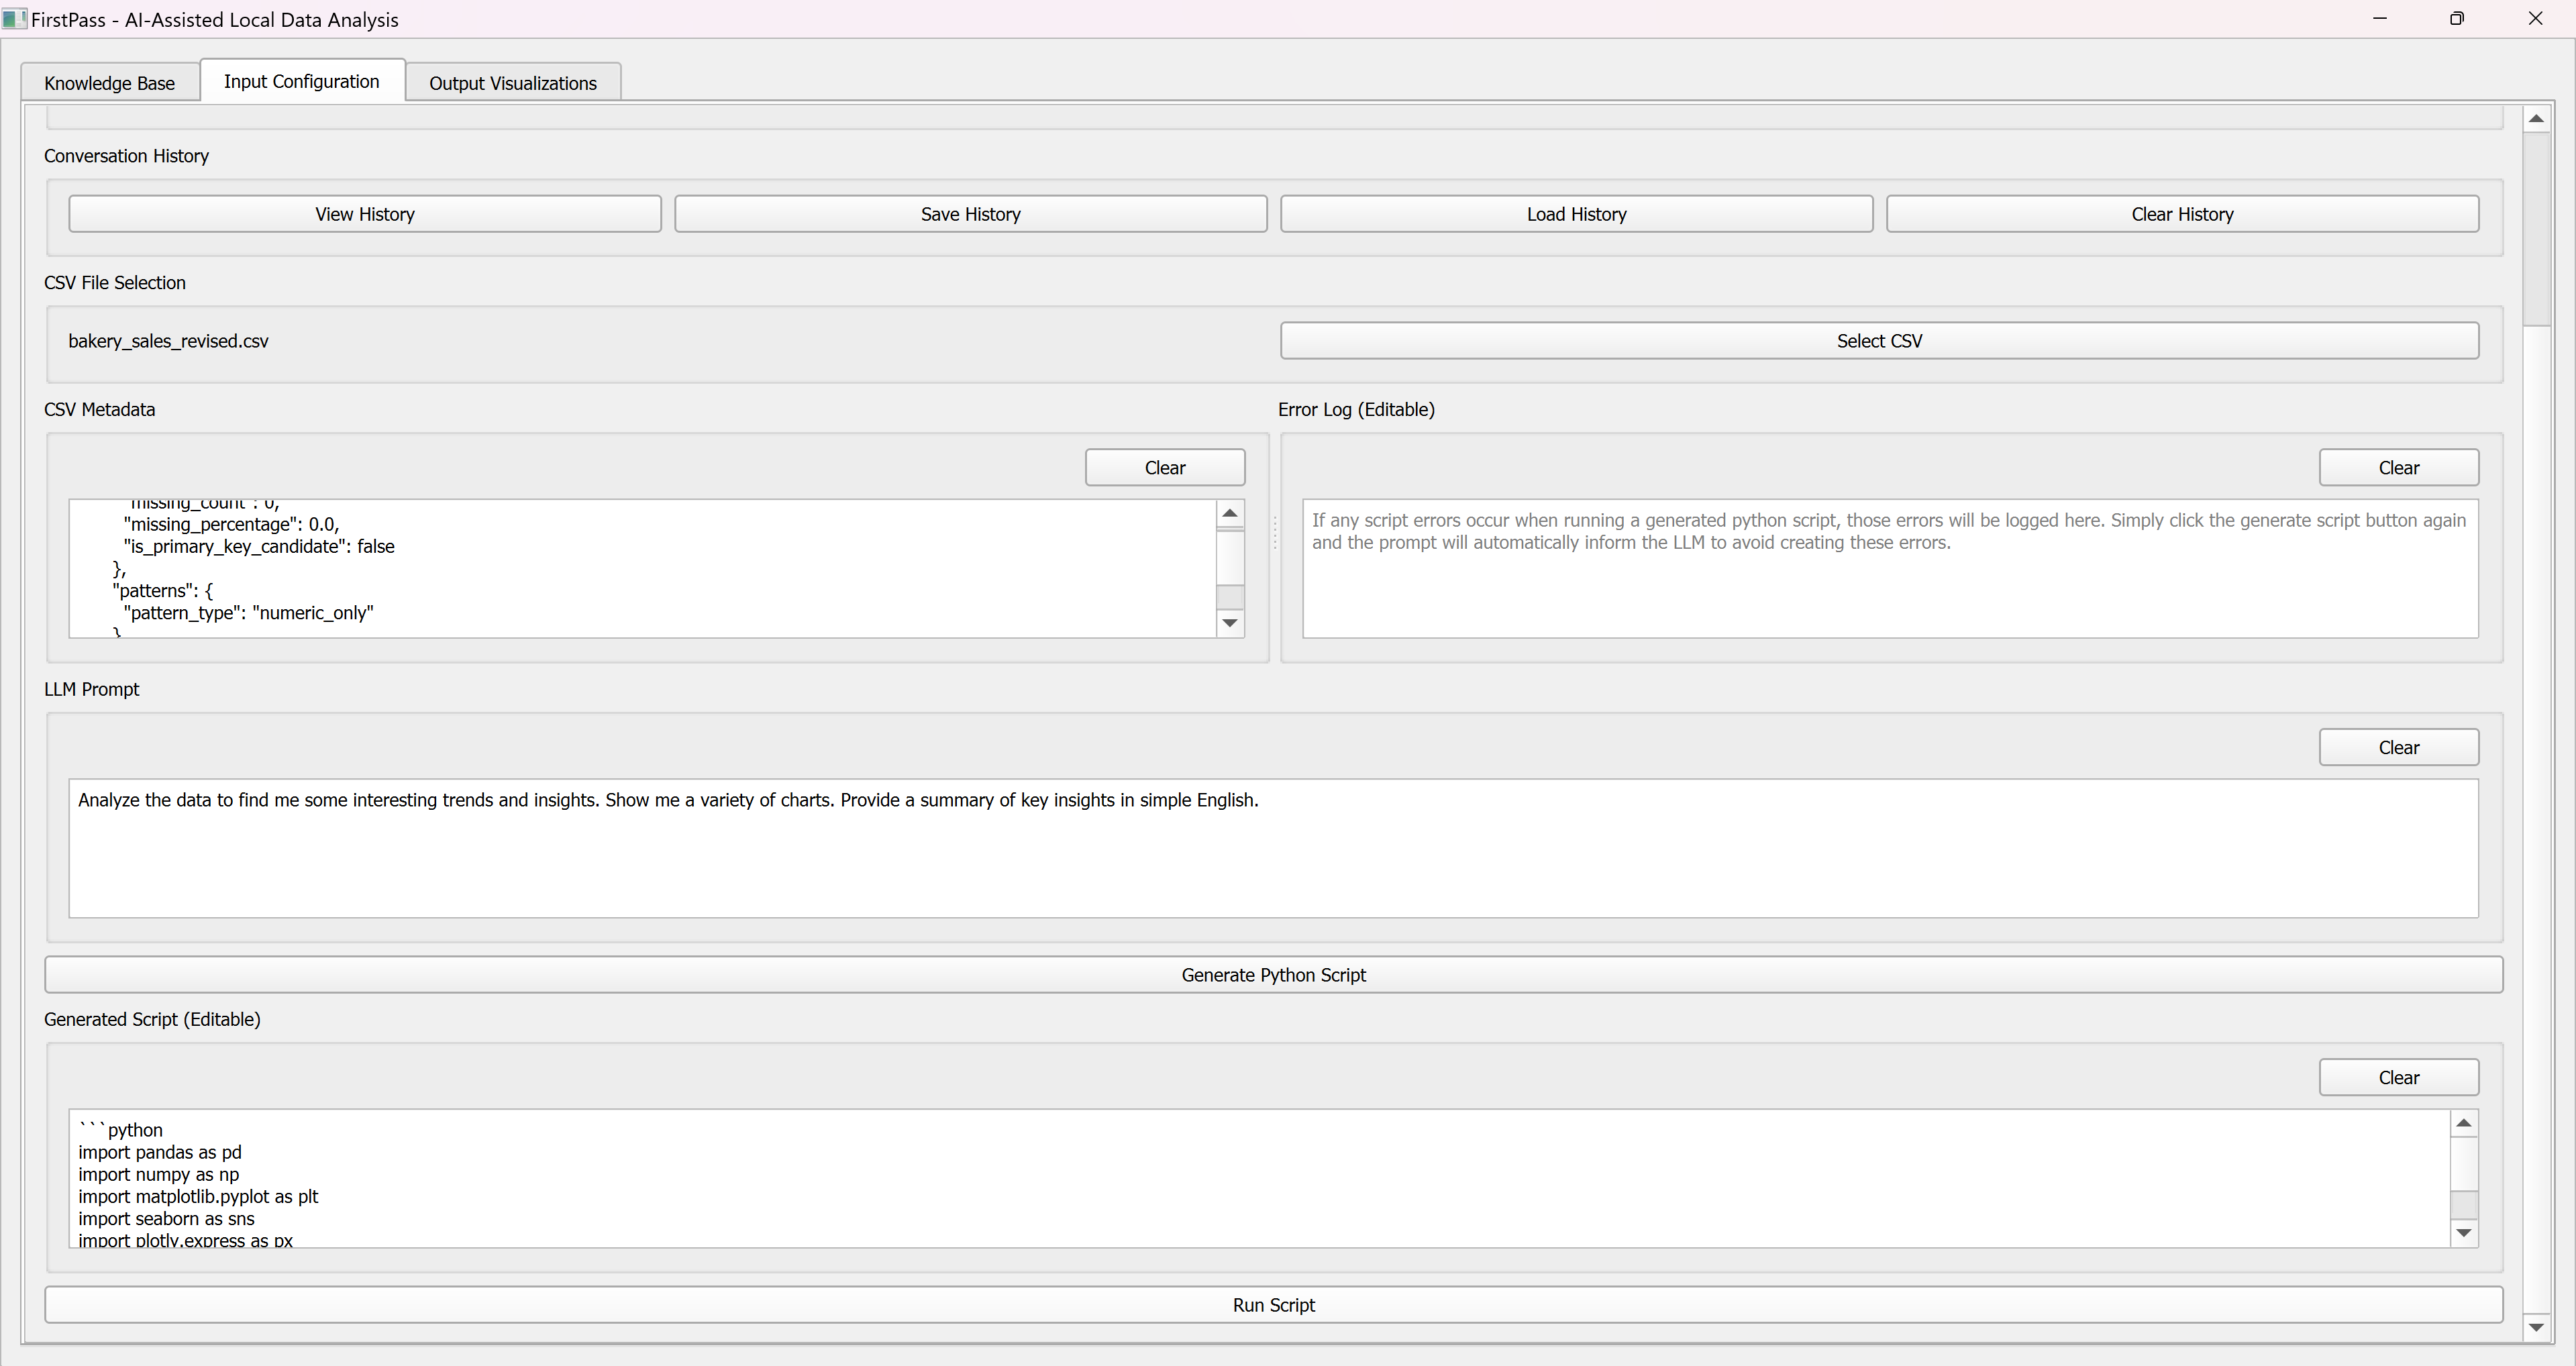 FirstPass - AI-Assisted Local Data Analysis
Knowledge Base
Input Configuration
Output Visualizations
Conversation History
View History
Save History
Load History
Clear History
CSV File Selection
bakery_sales_revised.csv
Select CSV
CSV Metadata
Clear
"missing_count": 0,
"missing_percentage": 0.0,
"is_primary_key_candidate": false
},
"patterns": {
"pattern_type": "numeric_only"
}
Error Log (Editable)
Clear
If any script errors occur when running a generated python script, those errors will be logged here. Simply click the generate script button again
and the prompt will automatically inform the LLM to avoid creating these errors.
LLM Prompt
Clear
Analyze the data to find me some interesting trends and insights. Show me a variety of charts. Provide a summary of key insights in simple English.
Generate Python Script
Generated Script (Editable)
Clear
```python
import pandas as pd
import numpy as np
import matplotlib.pyplot as plt
import seaborn as sns
import plotly.express as px
Run Script